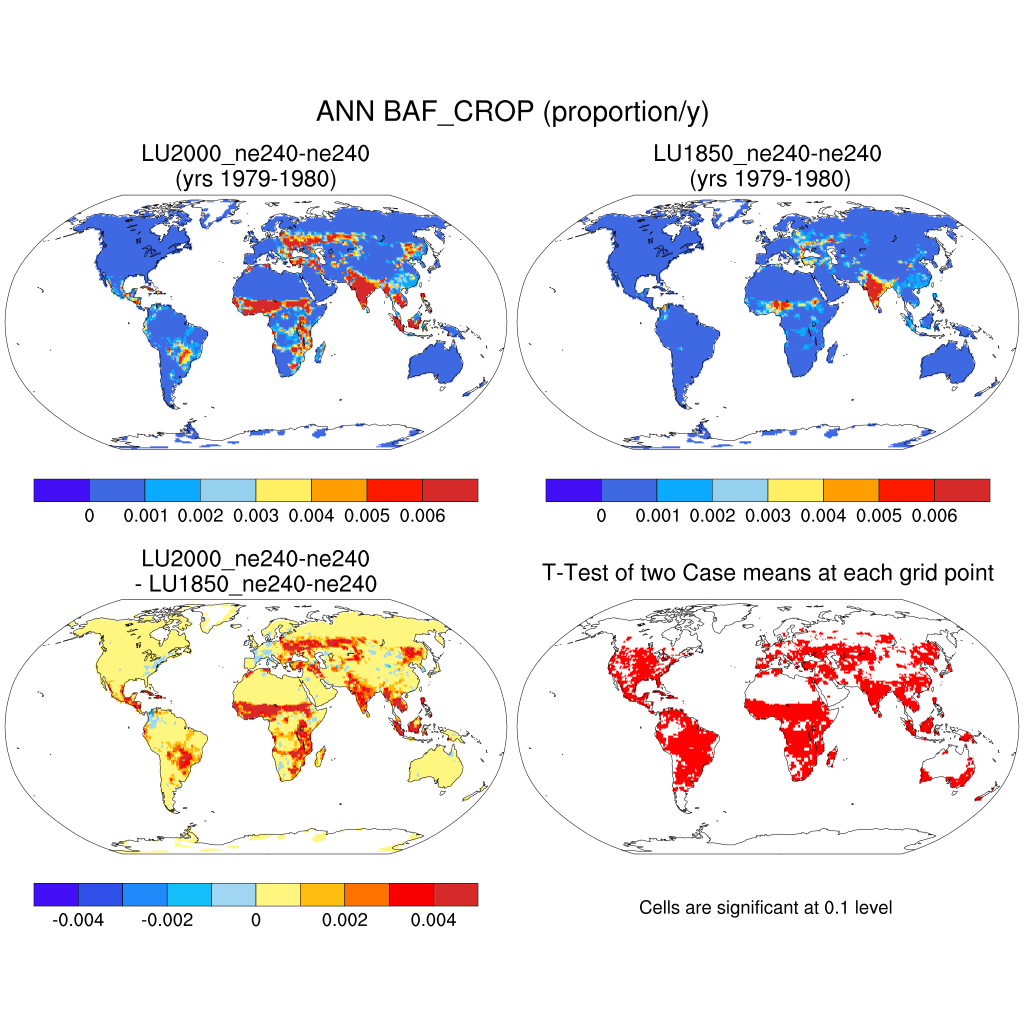 ANN BAF_CROP (proportion/y)
LU2000_ne240-ne240
(yrs 1979-1980)
LU1850_ne240-ne240
(yrs 1979-1980)
0 0.001 0.002 0.003 0.004 0.005 0.006
0 0.001 0.002 0.003 0.004 0.005 0.006
LU2000_ne240-ne240
- LU1850_ne240-ne240
T-Test of two Case means at each grid point
-0.004 -0.002 0 0.002 0.004
Cells are significant at 0.1 level